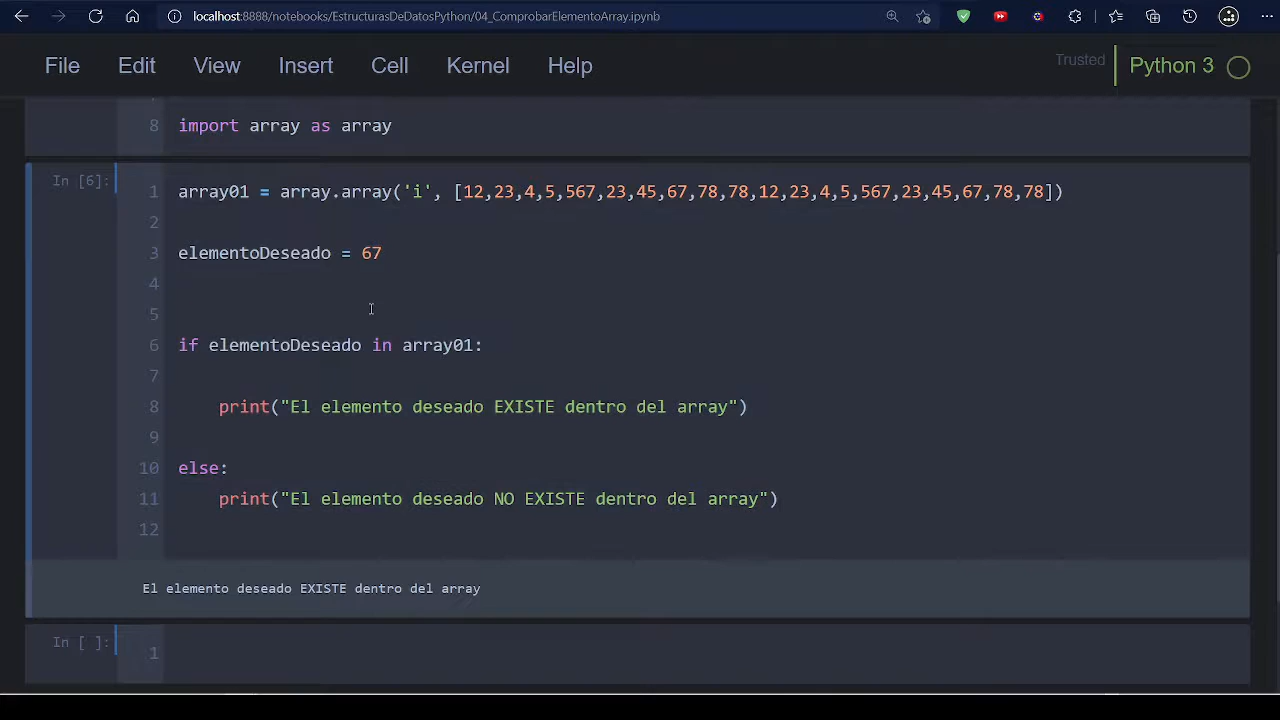 localhost:8888/notebooks/EstructurasDeDatosPython/04_ComprobarElementoArray.ipynb
File Edit View Insert Cell Kernel Help Trusted Python 3
8 import array as array
In [6]:
1 array01 = array.array('i', [12,23,4,5,567,23,45,67,78,78,12,23,4,5,567,23,45,67,78,78])
2
3 elementoDeseado = 67
4
5
6 if elementoDeseado in array01:
7
8 print("El elemento deseado EXISTE dentro del array")
9
10 else:
11 print("El elemento deseado NO EXISTE dentro del array")
12
El elemento deseado EXISTE dentro del array
In [ ]:
1